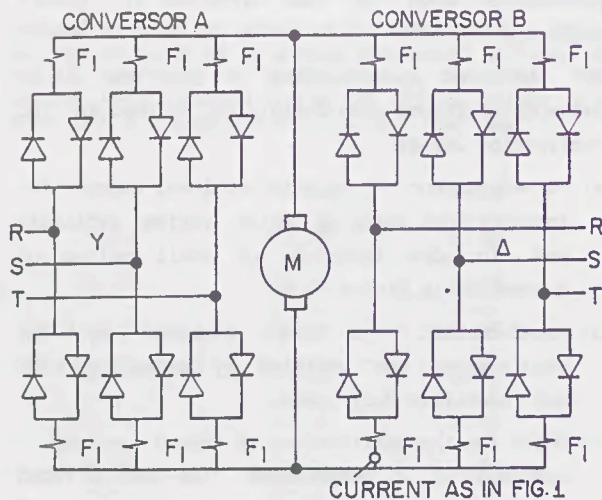 CONVERSOR A CONVERSOR B
F1 F1 F1 F1 F1 F1
R Y R
S M Δ S
T T
F1 F1 F1 F1 F1 F1
CURRENT AS IN FIG.1